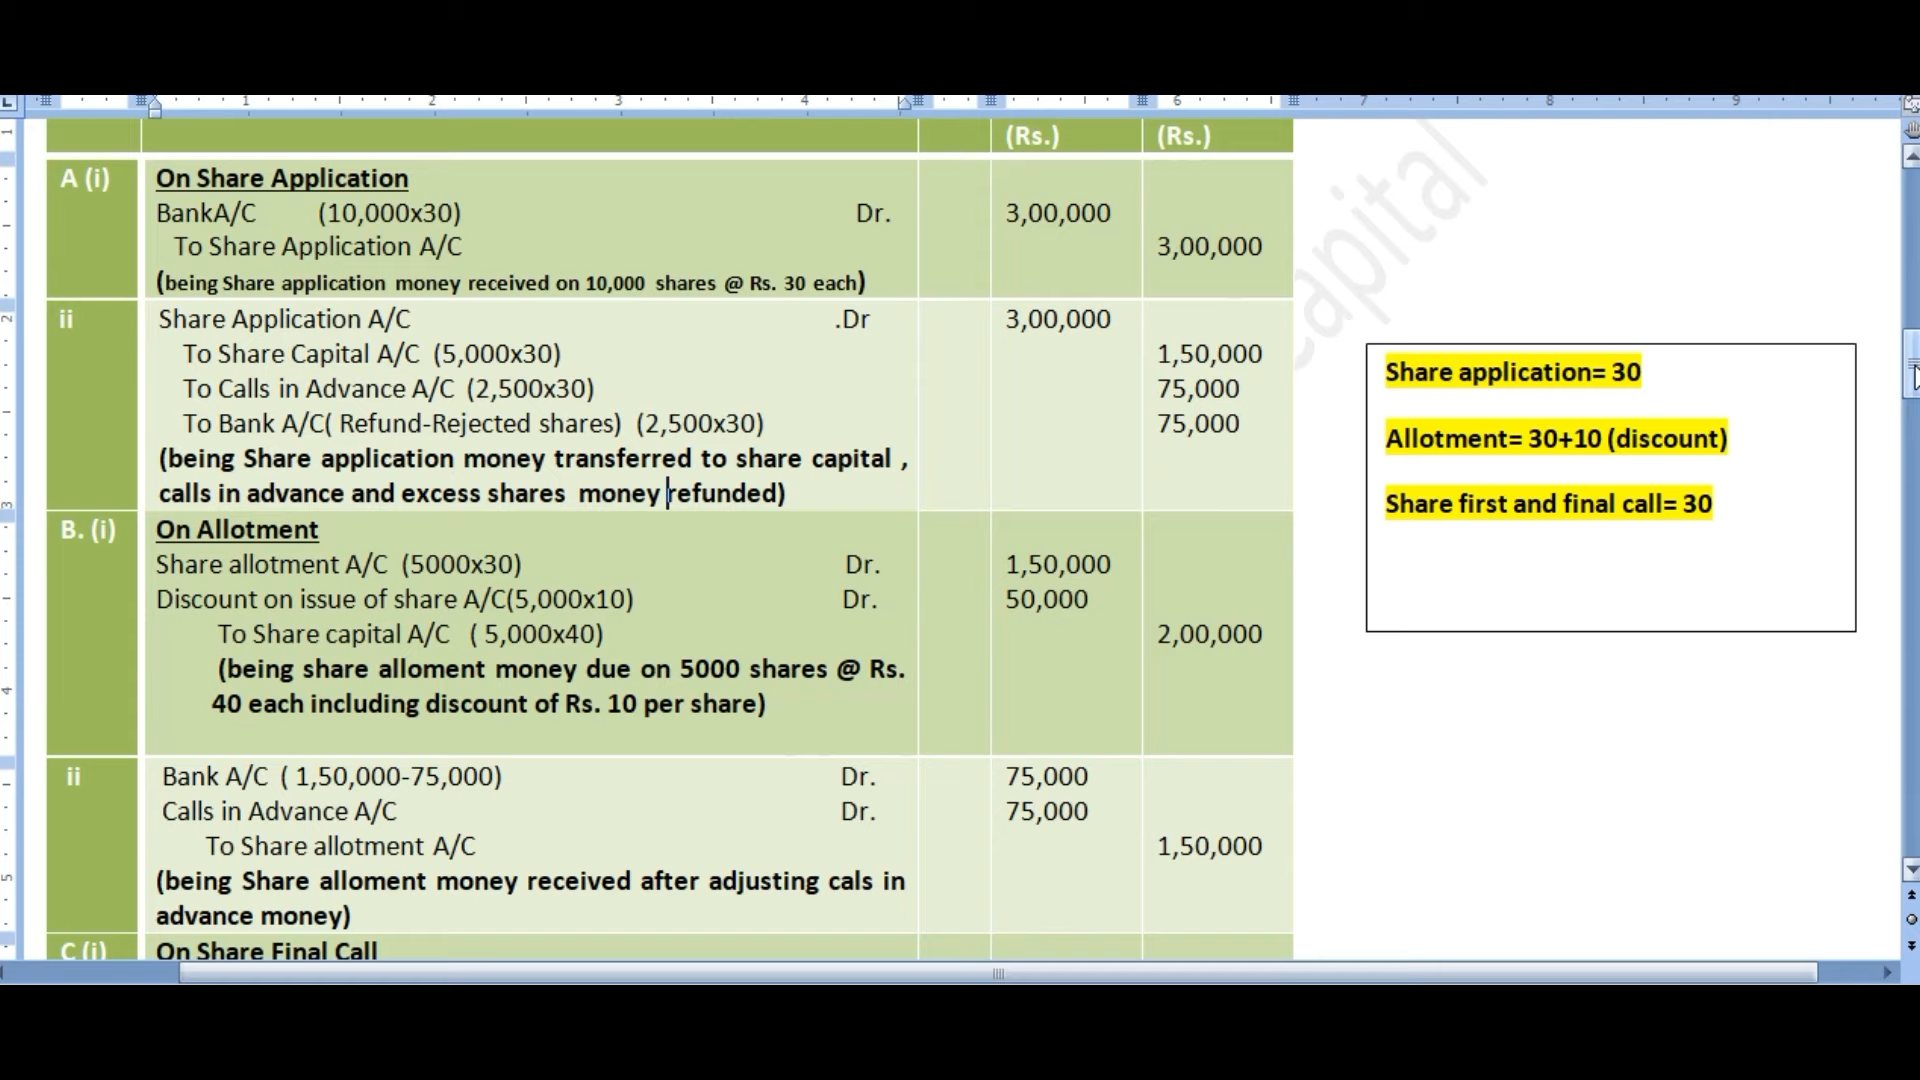 1 2 3 4 6 7 8 9
(Rs.) (Rs.)
A (i) On Share Application
BankA/C (10,000x30) Dr. 3,00,000
To Share Application A/C 3,00,000
(being Share application money received on 10,000 shares @ Rs. 30 each)
ii Share Application A/C .Dr 3,00,000
To Share Capital A/C (5,000x30) 1,50,000
To Calls in Advance A/C (2,500x30) 75,000
To Bank A/C( Refund-Rejected shares) (2,500x30) 75,000
(being Share application money transferred to share capital ,
calls in advance and excess shares money refunded)
B. (i) On Allotment
Share allotment A/C (5000x30) Dr. 1,50,000
Discount on issue of share A/C(5,000x10) Dr. 50,000
To Share capital A/C ( 5,000x40) 2,00,000
(being share alloment money due on 5000 shares @ Rs.
40 each including discount of Rs. 10 per share)
ii Bank A/C ( 1,50,000-75,000) Dr. 75,000
Calls in Advance A/C Dr. 75,000
To Share allotment A/C 1,50,000
(being Share alloment money received after adjusting cals in
advance money)
C (i) On Share Final Call
Share application= 30
Allotment= 30+10 (discount)
Share first and final call= 30
capital